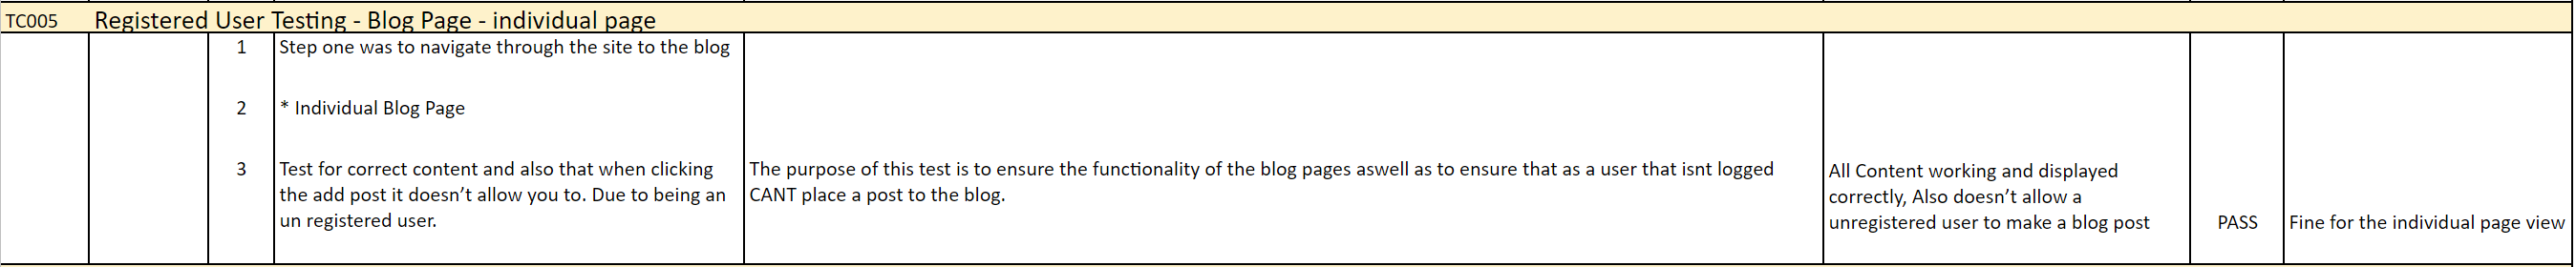 TC005 Registered User Testing - Blog Page - individual page
1 Step one was to navigate through the site to the blog
2 * Individual Blog Page
3 Test for correct content and also that when clicking
the add post it doesn’t allow you to. Due to being an
un registered user.
The purpose of this test is to ensure the functionality of the blog pages aswell as to ensure that as a user that isnt logged
CANT place a post to the blog.
All Content working and displayed
correctly, Also doesn’t allow a
unregistered user to make a blog post
PASS
Fine for the individual page view